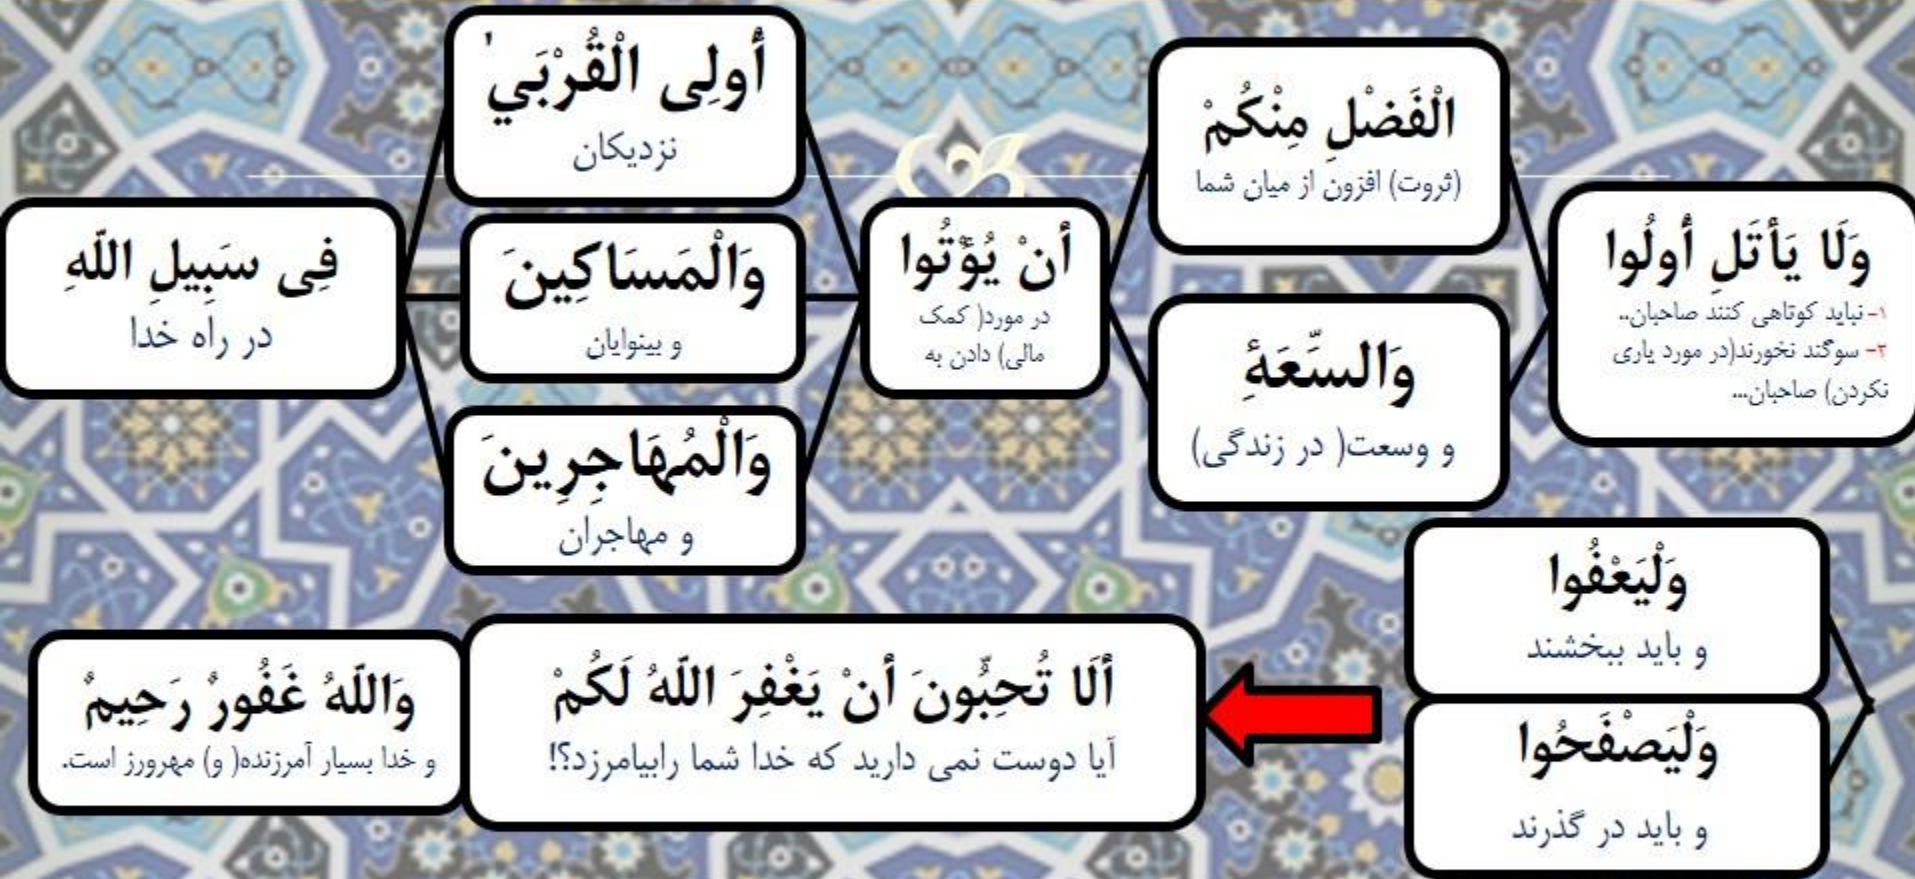 وَلَا يَأْتَلِ أُولُوا
۱- نباید کوتاهی کنند صاحبان..
۲- سوگند نخورند(در مورد یاری
نکردن) صاحبان...
الْفَضْلِ مِنْكُمْ
(ثروت) افزون از میان شما
وَالسَّعَةِ
و وسعت( در زندگی)
أَنْ يُؤْتُوا
در مورد( کمک
مالی) دادن به
أُولِی الْقُرْبَيٰ
نزدیکان
وَالْمَسَاكِينَ
و بینوایان
وَالْمُهَاجِرِينَ
و مهاجران
فِی سَبِيلِ اللَّهِ
در راه خدا
وَلْيَعْفُوا
و باید ببخشند
وَلْيَصْفَحُوا
و باید در گذرند
أَلَا تُحِبُّونَ أَنْ يَغْفِرَ اللَّهُ لَكُمْ
آیا دوست نمی دارید که خدا شما رابیامرزد؟!
وَاللَّهُ غَفُورٌ رَحِيمٌ
و خدا بسیار آمرزنده( و) مهرورز است.